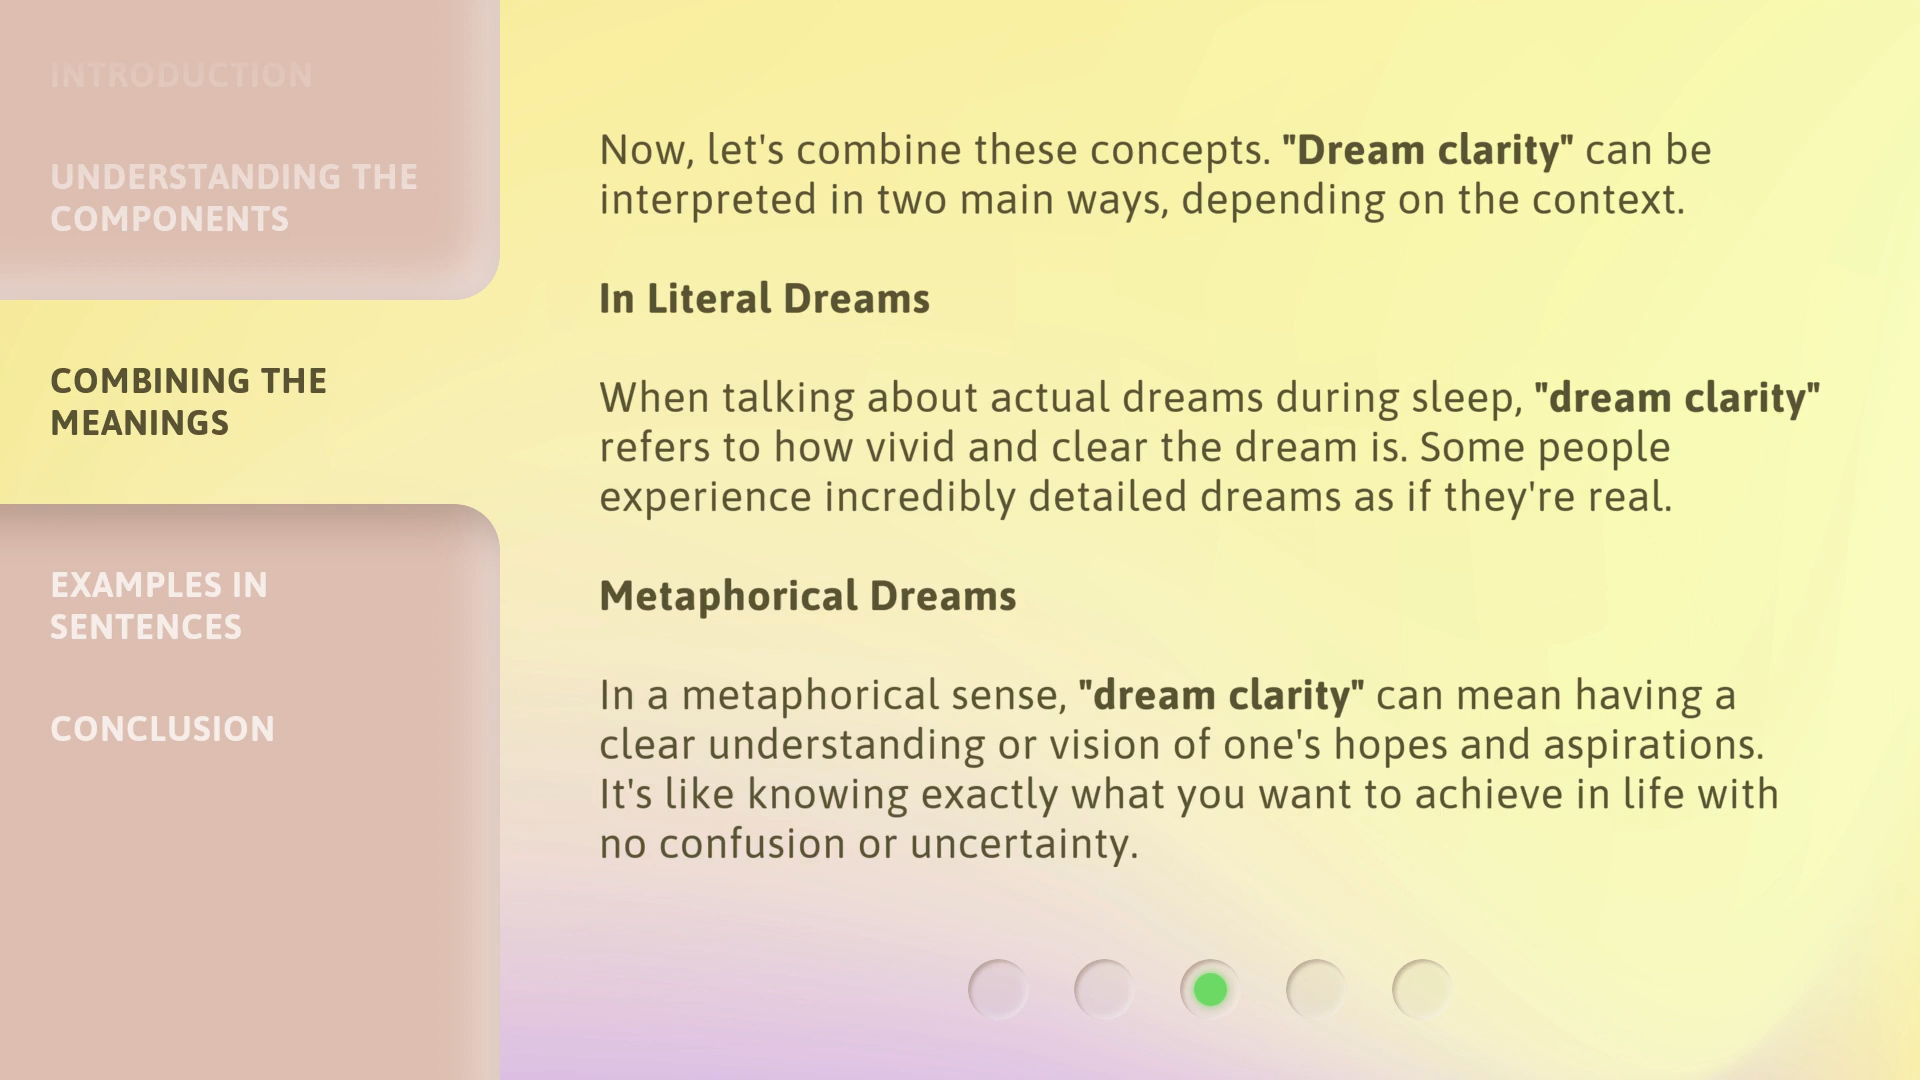 INTRODUCTION
UNDERSTANDING THE
COMPONENTS
COMBINING THE
MEANINGS
EXAMPLES IN
SENTENCES
CONCLUSION
Now, let's combine these concepts. "Dream clarity" can be
interpreted in two main ways, depending on the context.
In Literal Dreams
When talking about actual dreams during sleep, "dream clarity"
refers to how vivid and clear the dream is. Some people
experience incredibly detailed dreams as if they're real.
Metaphorical Dreams
In a metaphorical sense, "dream clarity" can mean having a
clear understanding or vision of one's hopes and aspirations.
It's like knowing exactly what you want to achieve in life with
no confusion or uncertainty.